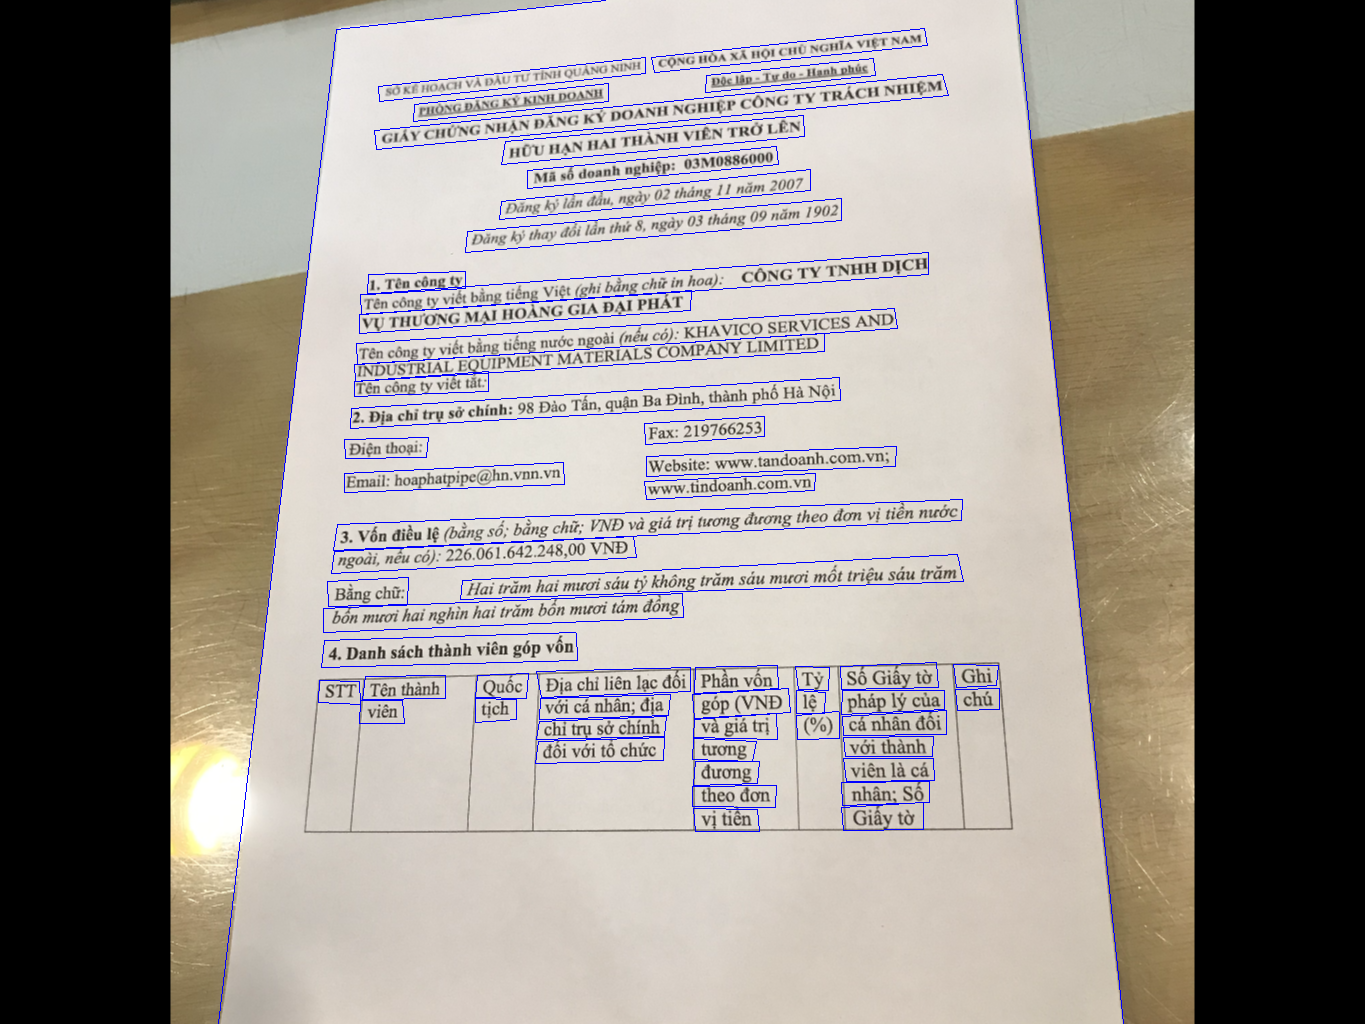 SỞ KẾ HOẠCH VÀ ĐẦU TƯ TỈNH QUẢNG NINH
CỘNG HÒA XÃ HỘI CHỦ NGHĨA VIỆT NAM
PHÒNG ĐĂNG KÝ KINH DOANH
Độc lập - Tự do - Hạnh phúc
GIẤY CHỨNG NHẬN ĐĂNG KÝ DOANH NGHIỆP CÔNG TY TRÁCH NHIỆM
HỮU HẠN HAI THÀNH VIÊN TRỞ LÊN
Mã số doanh nghiệp: 03M0886000
Đăng ký lần đầu, ngày 02 tháng 11 năm 2007
Đăng ký thay đổi lần thứ 8, ngày 03 tháng 09 năm 1902
1. Tên công ty
Tên công ty viết bằng tiếng Việt (ghi bằng chữ in hoa): CÔNG TY TNHH DỊCH
VỤ THƯƠNG MẠI HOÀNG GIA ĐẠI PHÁT
Tên công ty viết bằng tiếng nước ngoài (nếu có): KHAVICO SERVICES AND
INDUSTRIAL EQUIPMENT MATERIALS COMPANY LIMITED
Tên công ty viết tắt:
2. Địa chỉ trụ sở chính: 98 Đào Tấn, quận Ba Đình, thành phố Hà Nội
Điện thoại:
Fax: 219766253
Email: hoaphatpipe@hn.vnn.vn
Website: www.tandoanh.com.vn;
www.tindoanh.com.vn
3. Vốn điều lệ (bằng số; bằng chữ; VNĐ và giá trị tương đương theo đơn vị tiền nước
ngoài, nếu có): 226.061.642.248,00 VNĐ
Bằng chữ: Hai trăm hai mươi sáu tỷ không trăm sáu mươi mốt triệu sáu trăm
bốn mươi hai nghìn hai trăm bốn mươi tám đồng
4. Danh sách thành viên góp vốn
STT
Tên thành
viên
Quốc
tịch
Địa chỉ liên lạc đối
với cá nhân; địa
chỉ trụ sở chính
đối với tổ chức
Phần vốn
góp (VNĐ
và giá trị
tương
đương
theo đơn
vị tiền
Tỷ
lệ
(%)
Số Giấy tờ
pháp lý của
cá nhân đối
với thành
viên là cá
nhân; Số
Giấy tờ
Ghi
chú